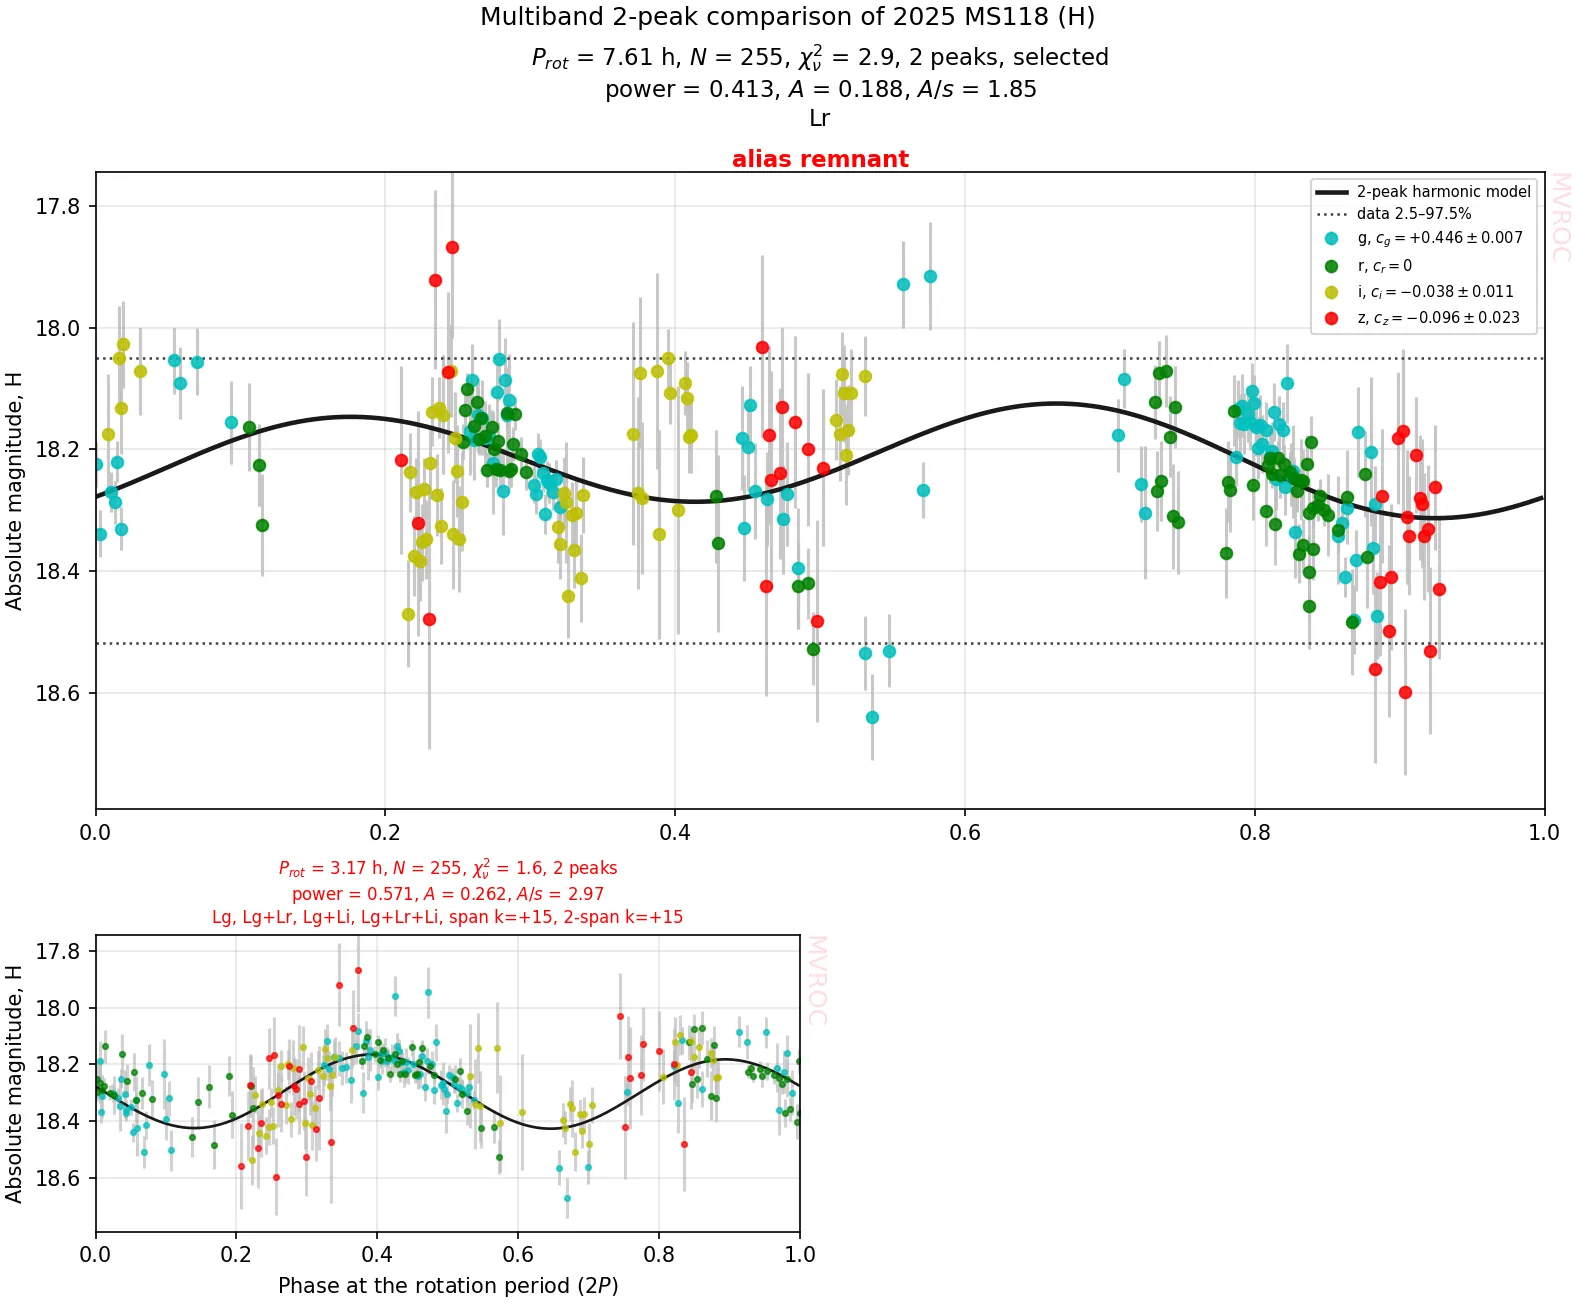 Multiband 2-peak comparison of 2025 MS118 (H)
P_rot = 7.61 h, N = 255, χ²_ν = 2.9, 2 peaks, selected
power = 0.413, A = 0.188, A/s = 1.85
Lr
alias remnant
MVROC
2-peak harmonic model
data 2.5–97.5%
g, c_g = +0.446 ± 0.007
r, c_r = 0
i, c_i = −0.038 ± 0.011
z, c_z = −0.096 ± 0.023
Absolute magnitude, H
17.8
18.0
18.2
18.4
18.6
0.0 0.2 0.4 0.6 0.8 1.0
P_rot = 3.17 h, N = 255, χ²_ν = 1.6, 2 peaks
power = 0.571, A = 0.262, A/s = 2.97
Lg, Lg+Lr, Lg+Li, Lg+Lr+Li, span k=+15, 2-span k=+15
MVROC
Absolute magnitude, H
17.8
18.0
18.2
18.4
18.6
0.0 0.2 0.4 0.6 0.8 1.0
Phase at the rotation period (2P)